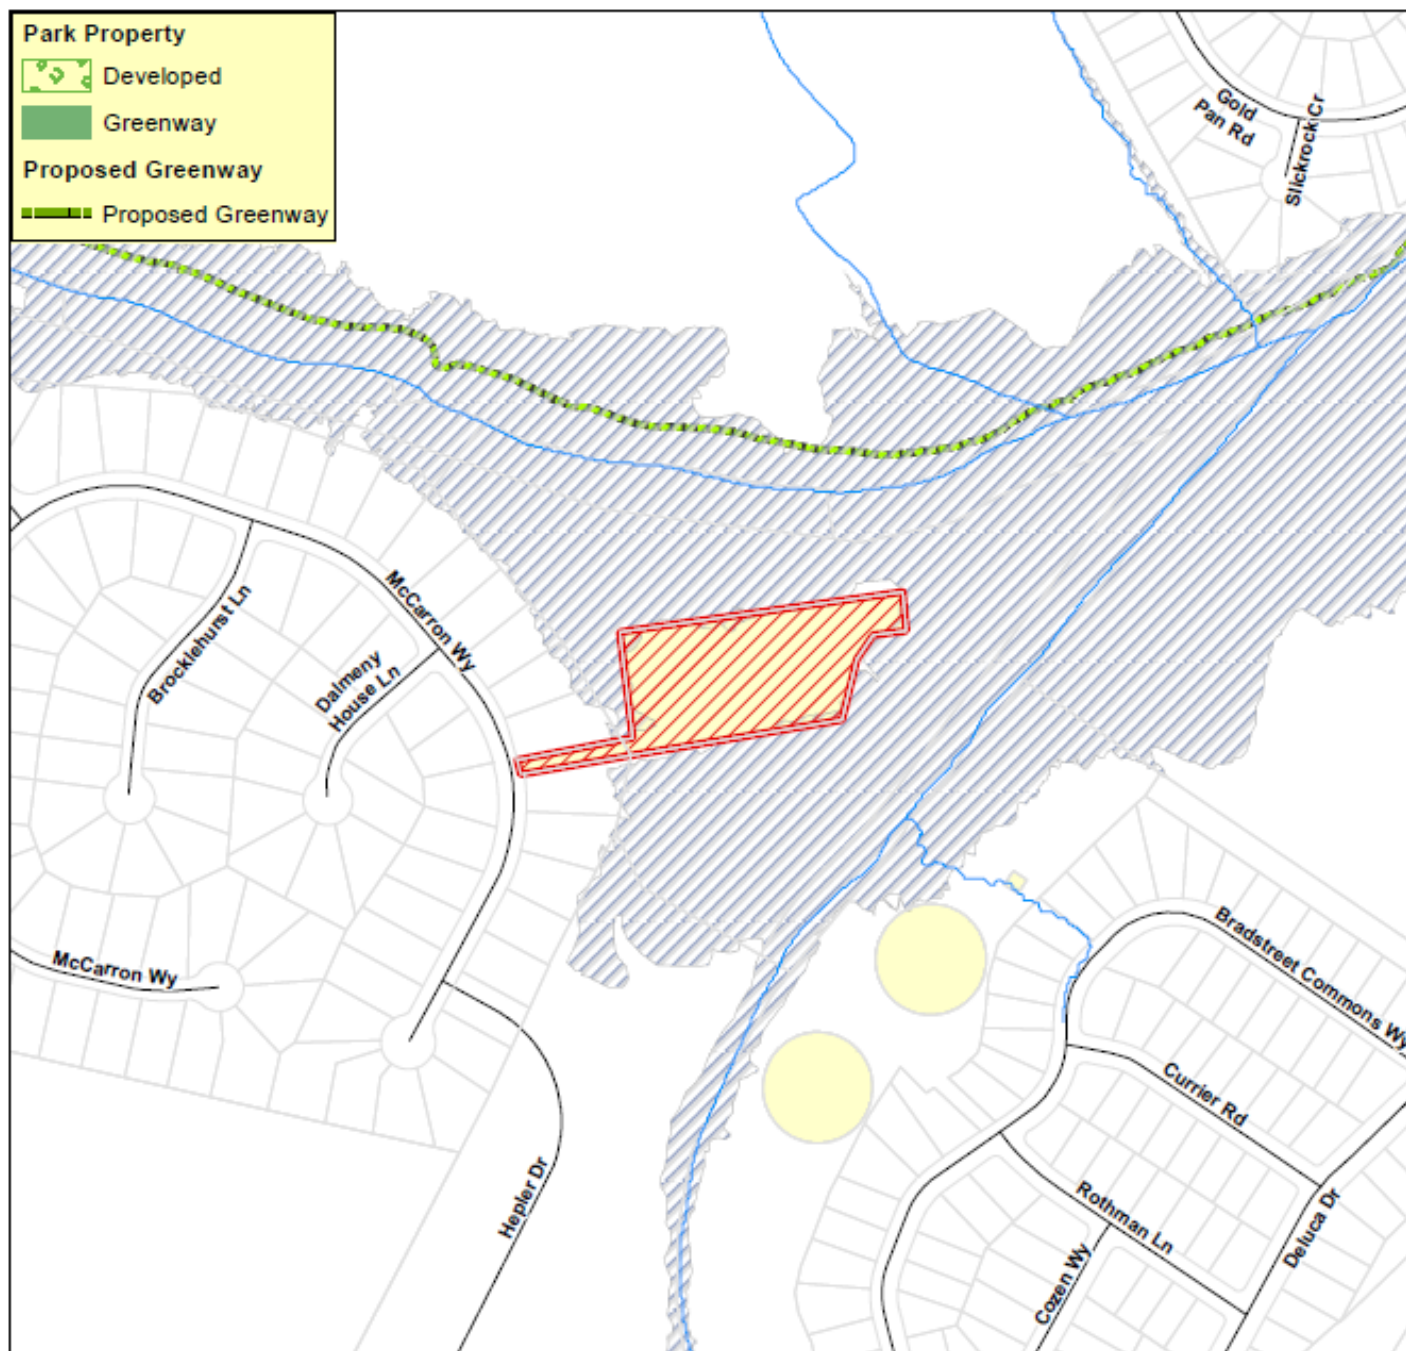 Park Property
Developed
Greenway
Proposed Greenway
Proposed Greenway
Gold
Pan Rd
Slickrock Cr
McCarron Wy
Brocklehurst Ln
Dalmeny
House Ln
McCarron Wy
Hepler Dr
Bradstreet Commons Wy
Currier Rd
Rothman Ln
Deluca Dr
Cozen Wy